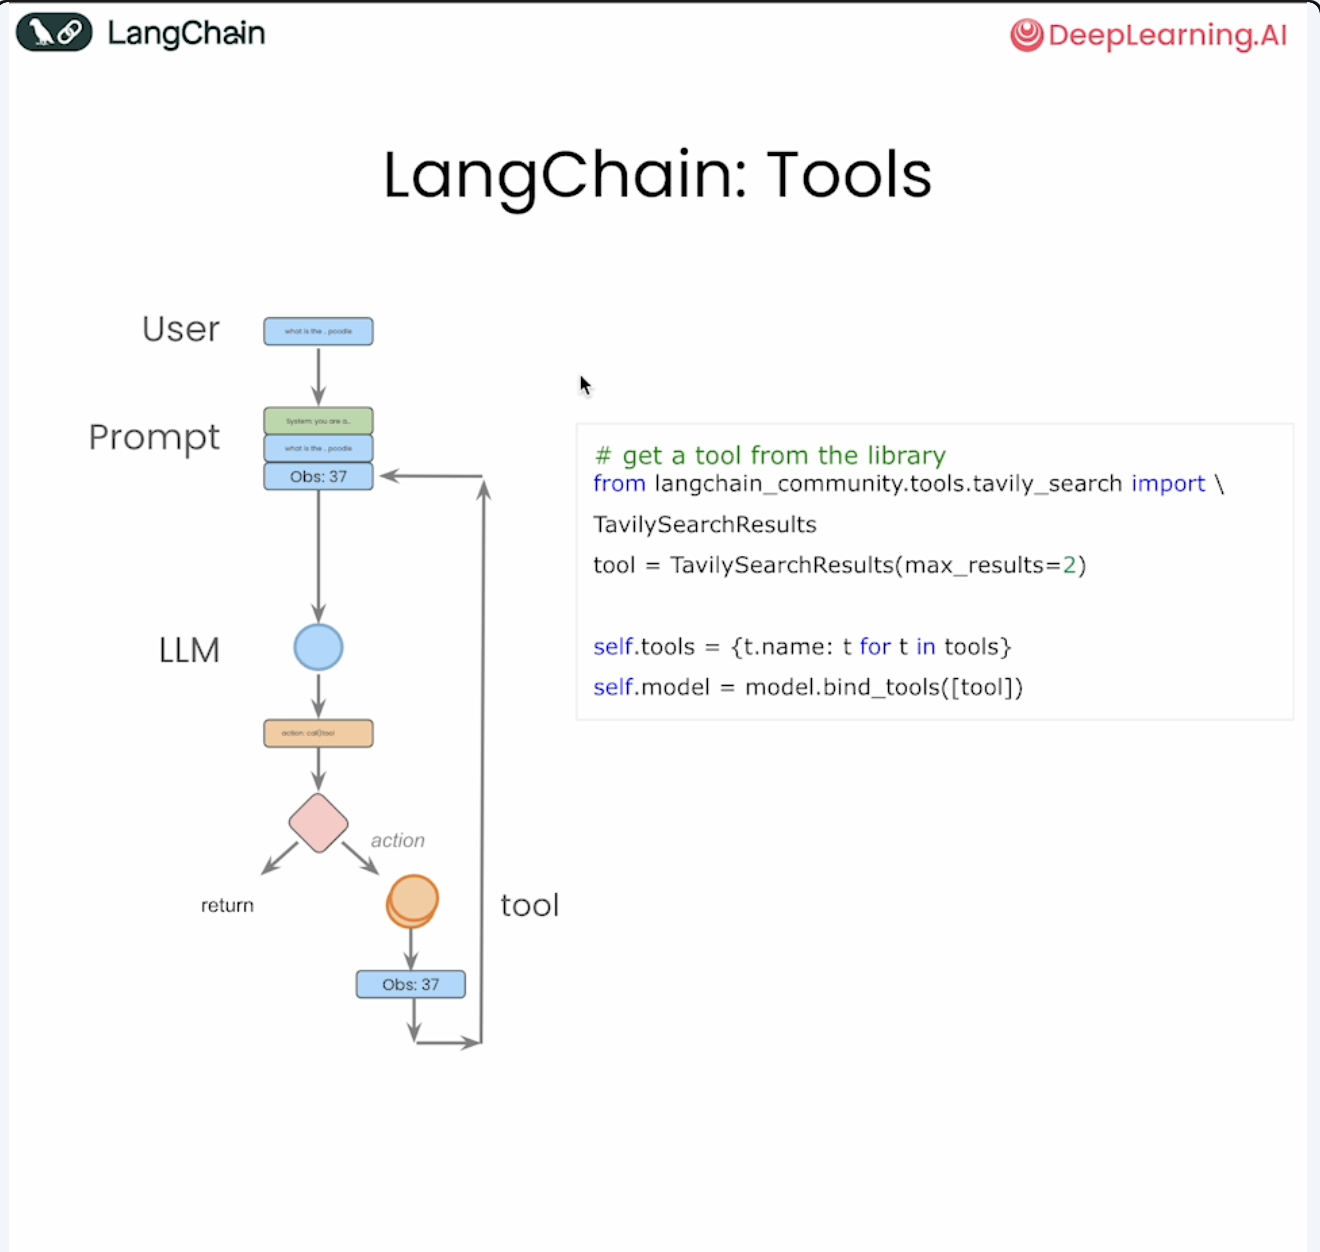 LangChain
DeepLearning.AI
LangChain: Tools
User
what is the .. poodle
Prompt
System: you are a..
what is the .. poodle
Obs: 37
LLM
action: call)tool
action
return
tool
Obs: 37
# get a tool from the library
from langchain_community.tools.tavily_search import \
TavilySearchResults
tool = TavilySearchResults(max_results=2)
self.tools = {t.name: t for t in tools}
self.model = model.bind_tools([tool])